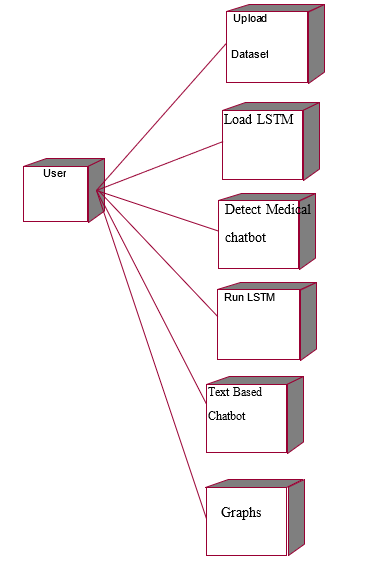 Upload
Dataset
Load LSTM
User
Detect Medical
chatbot
Run LSTM
Text Based
Chatbot
Graphs